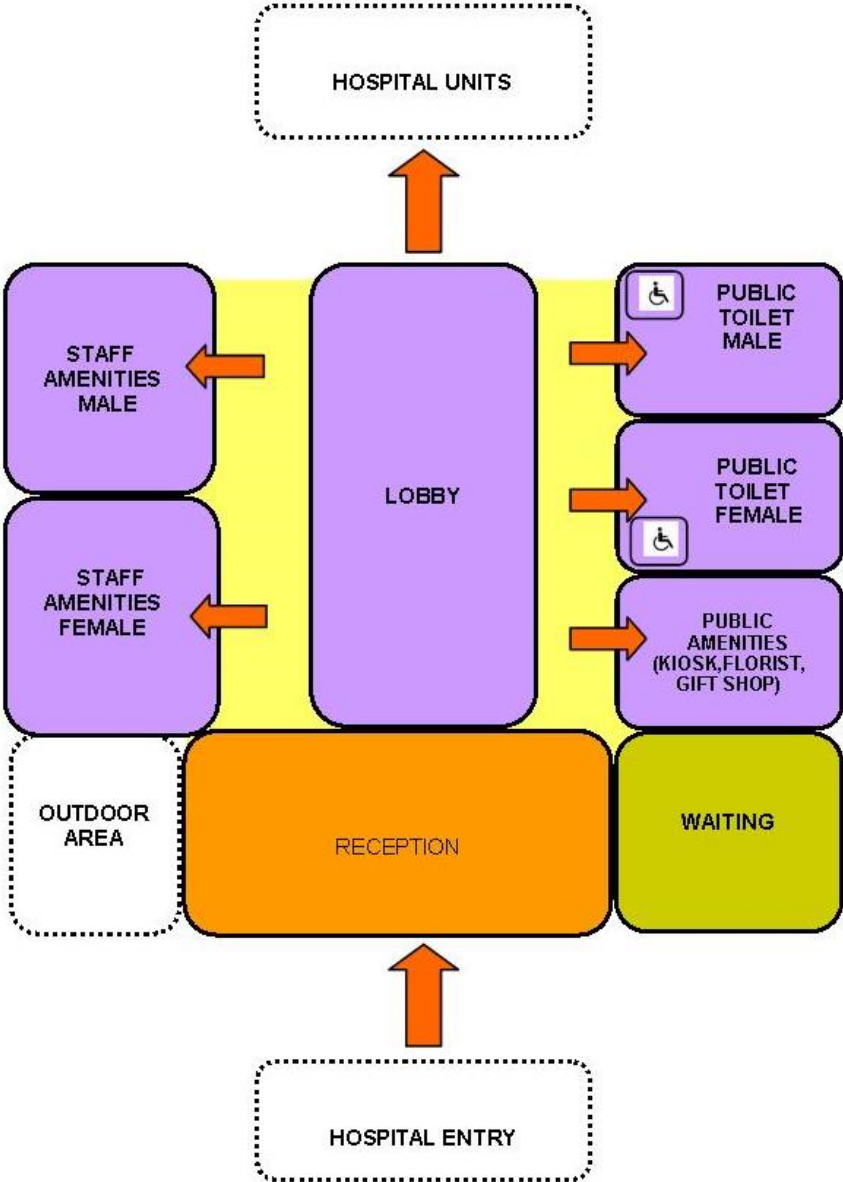 HOSPITAL UNITS
STAFF
AMENITIES
MALE
LOBBY
PUBLIC
TOILET
MALE
PUBLIC
TOILET
FEMALE
STAFF
AMENITIES
FEMALE
PUBLIC
AMENITIES
(KIOSK,FLORIST,
GIFT SHOP)
OUTDOOR
AREA
RECEPTION
WAITING
HOSPITAL ENTRY